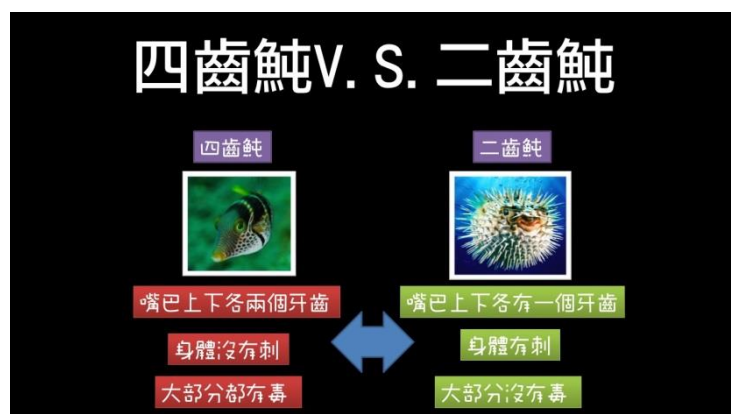 四齒魨V.S.二齒魨
四齒魨
二齒魨
嘴巴上下各兩個牙齒
嘴巴上下各有一個牙齒
身體沒有刺
身體有刺
大部分都有毒
大部分沒有毒